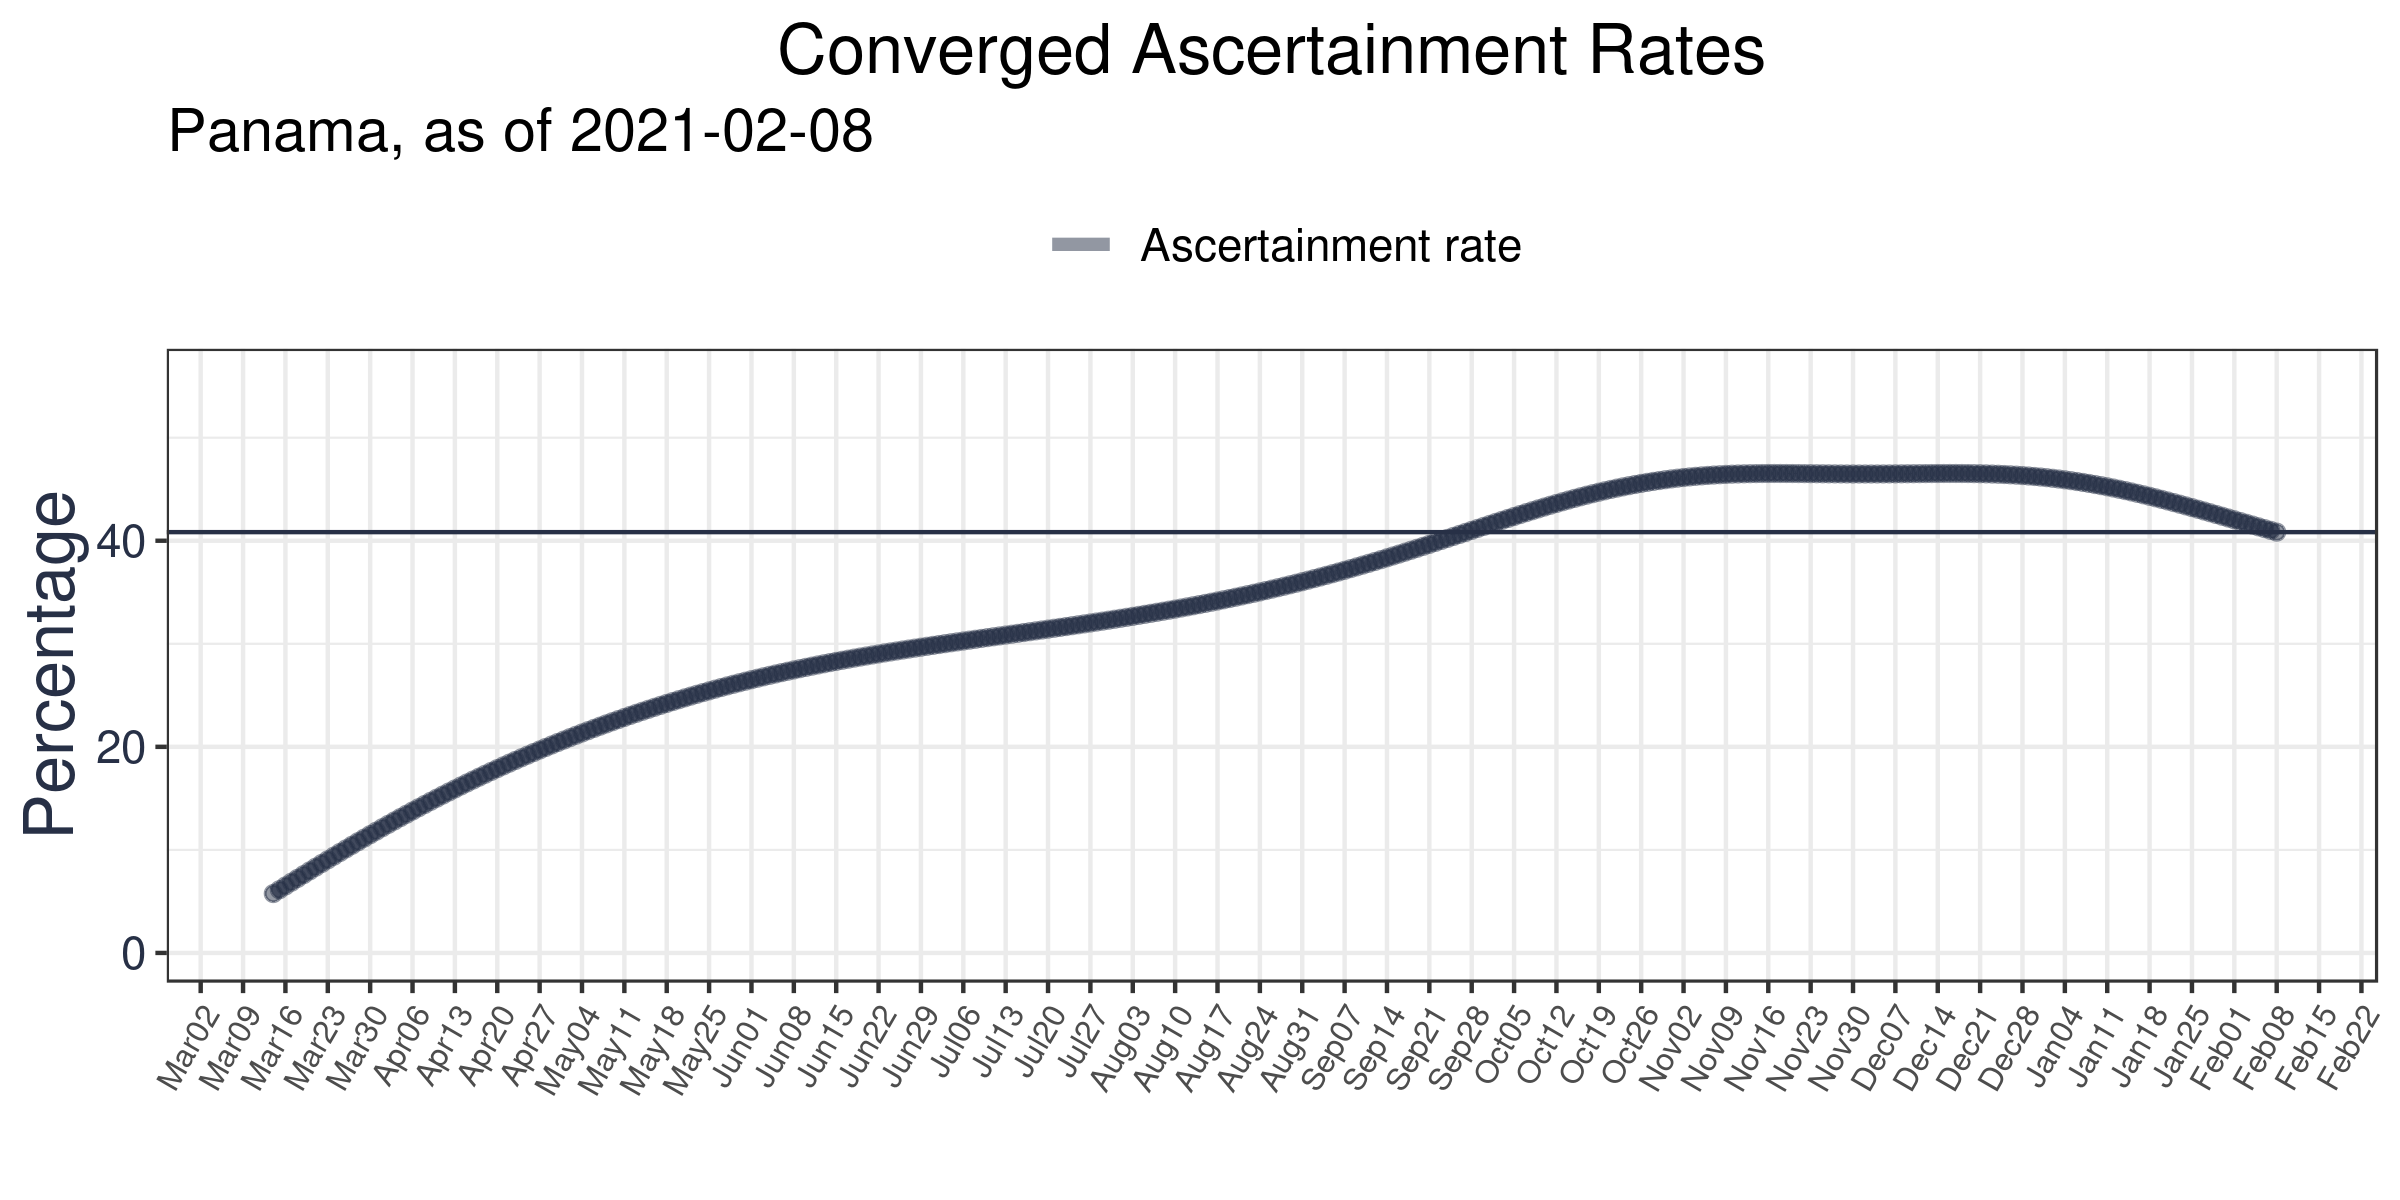 Converged Ascertainment Rates
Panama, as of 2021-02-08
Ascertainment rate
Percentage
40
20
0
Mar02 Mar09 Mar16 Mar23 Mar30 Apr06 Apr13 Apr20 Apr27 May04 May11 May18 May25 Jun01 Jun08 Jun15 Jun22 Jun29 Jul06 Jul13 Jul20 Jul27 Aug03 Aug10 Aug17 Aug24 Aug31 Sep07 Sep14 Sep21 Sep28 Oct05 Oct12 Oct19 Oct26 Nov02 Nov09 Nov16 Nov23 Nov30 Dec07 Dec14 Dec21 Dec28 Jan04 Jan11 Jan18 Jan25 Feb01 Feb08 Feb15 Feb22